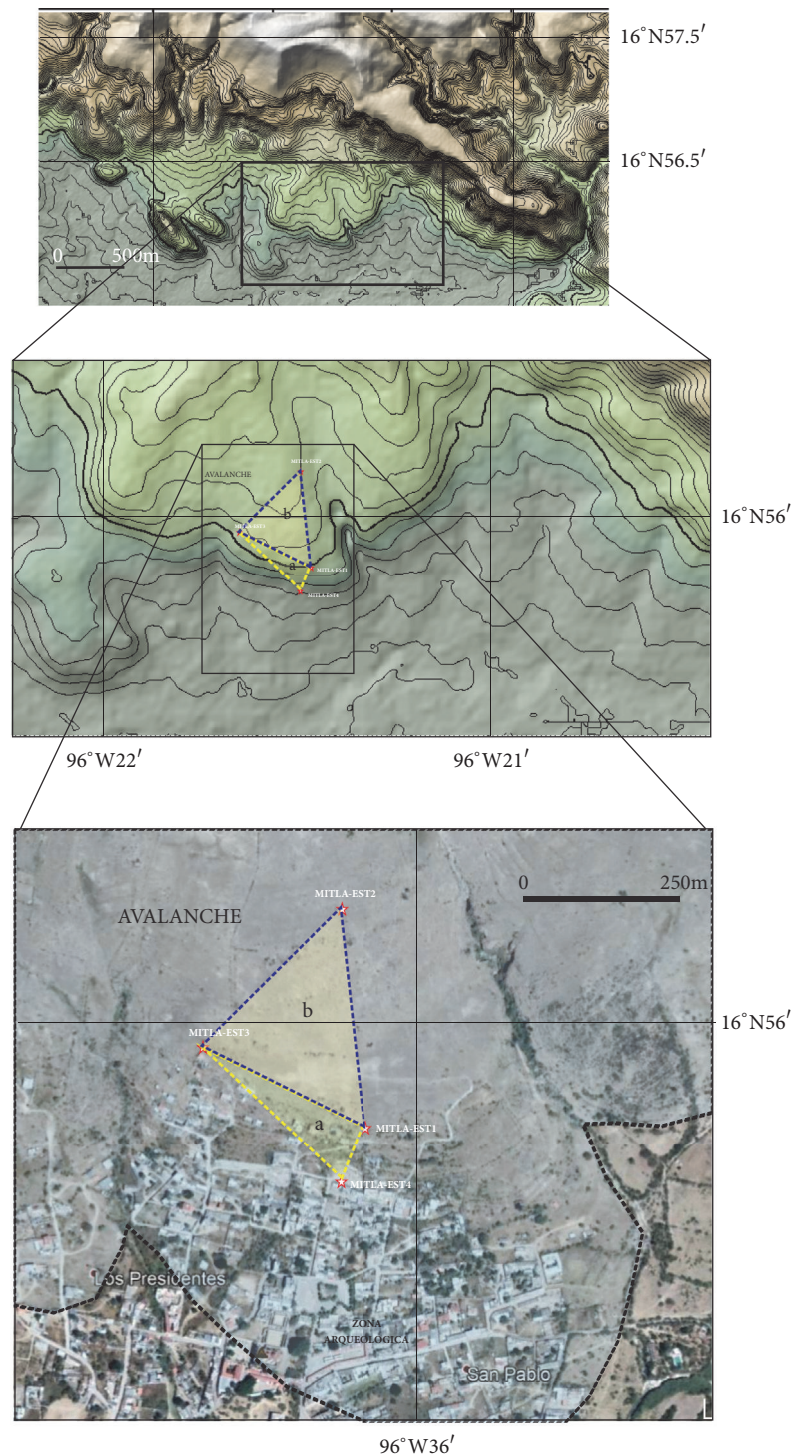 16°N57.5′
16°N56.5′
0 500m
MITLA-EST2
AVALANCHE
b
MITLA-EST3
16°N56′
a
MITLA-EST1
MITLA-EST4
96°W22′ 96°W21′
MITLA-EST2
0 250m
AVALANCHE
b
16°N56′
MITLA-EST3
a
MITLA-EST1
MITLA-EST4
Los Presidentes
ZONA
ARQUEOLÓGICA
San Pablo
L
96°W36′